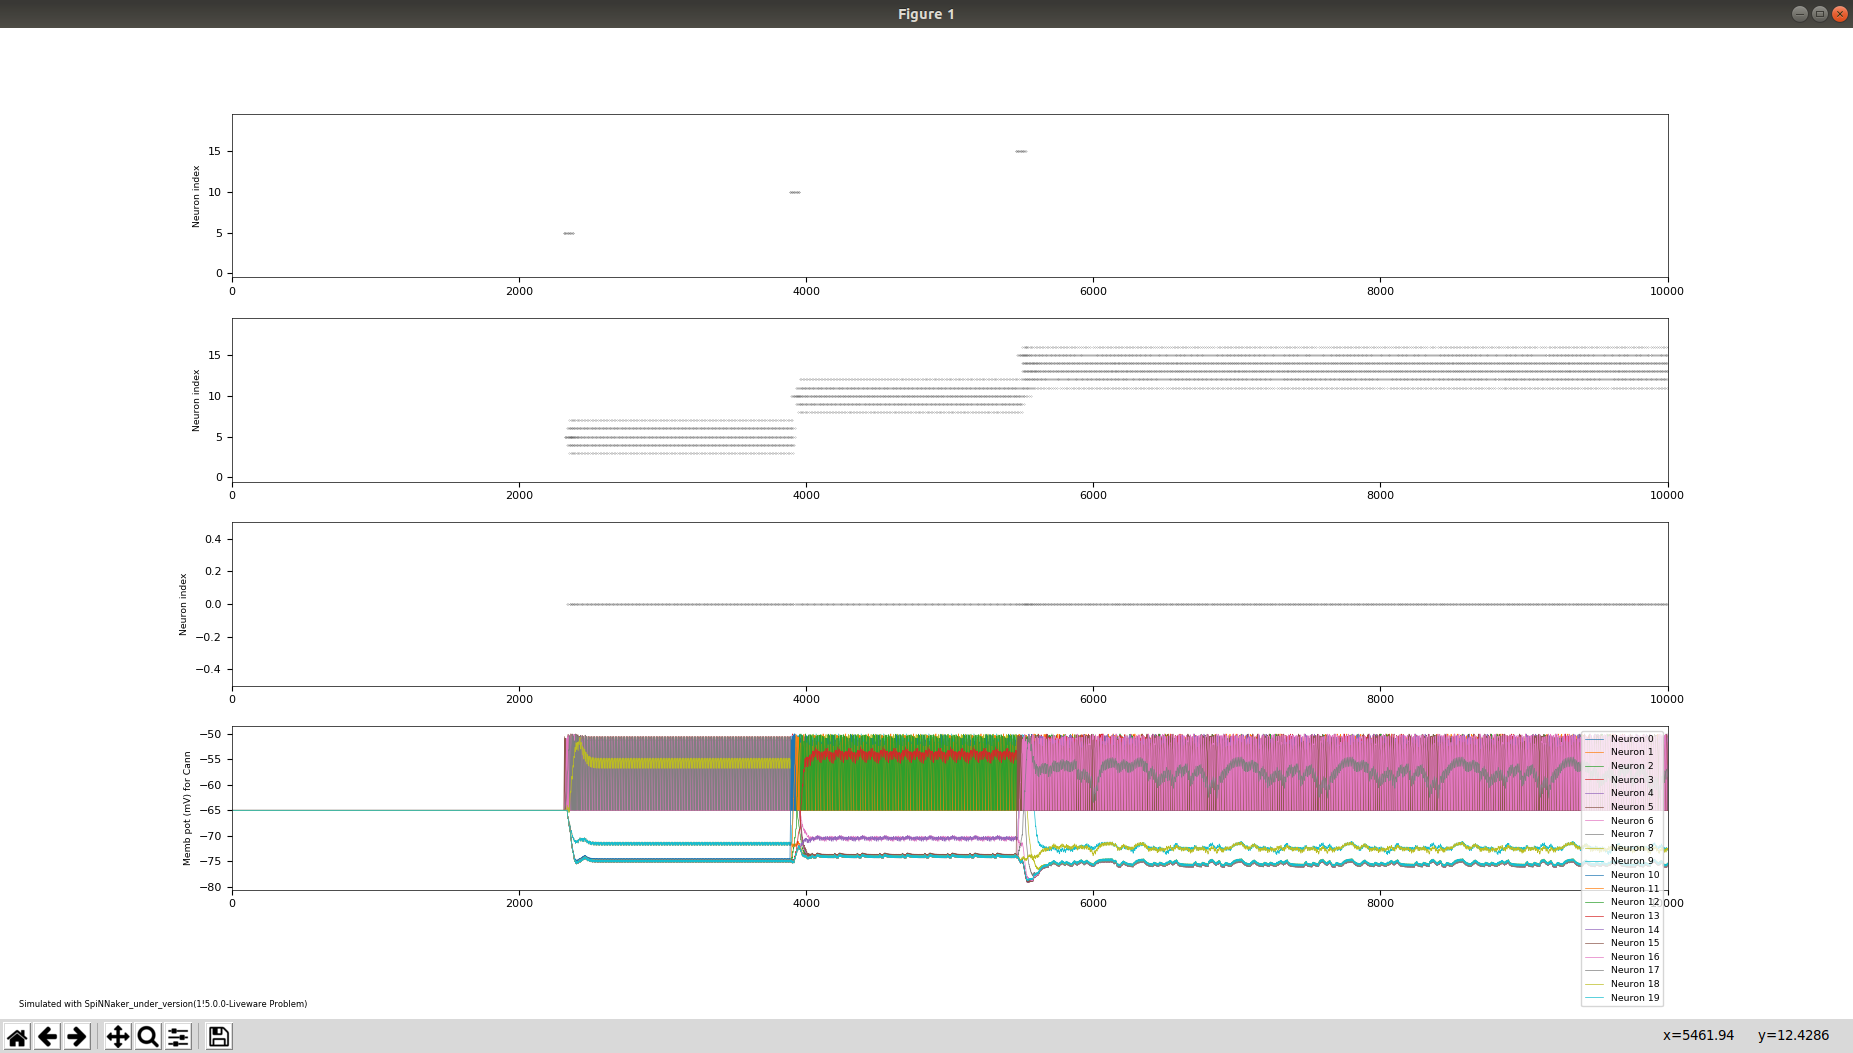 Figure 1
15
10
5
0
Neuron index
0 2000 4000 6000 8000 10000
15
10
5
0
Neuron index
0 2000 4000 6000 8000 10000
0.4
0.2
0.0
−0.2
−0.4
Neuron index
0 2000 4000 6000 8000 10000
−50
−55
−60
−65
−70
−75
−80
Memb pot (mV) for Cann
0 2000 4000 6000 8000
Neuron 0
Neuron 1
Neuron 2
Neuron 3
Neuron 4
Neuron 5
Neuron 6
Neuron 7
Neuron 8
Neuron 9
Neuron 10
Neuron 11
Neuron 12
Neuron 13
Neuron 14
Neuron 15
Neuron 16
Neuron 17
Neuron 18
Neuron 19
Simulated with SpiNNaker_under_version(1!5.0.0-Liveware Problem)
x=5461.94 y=12.4286